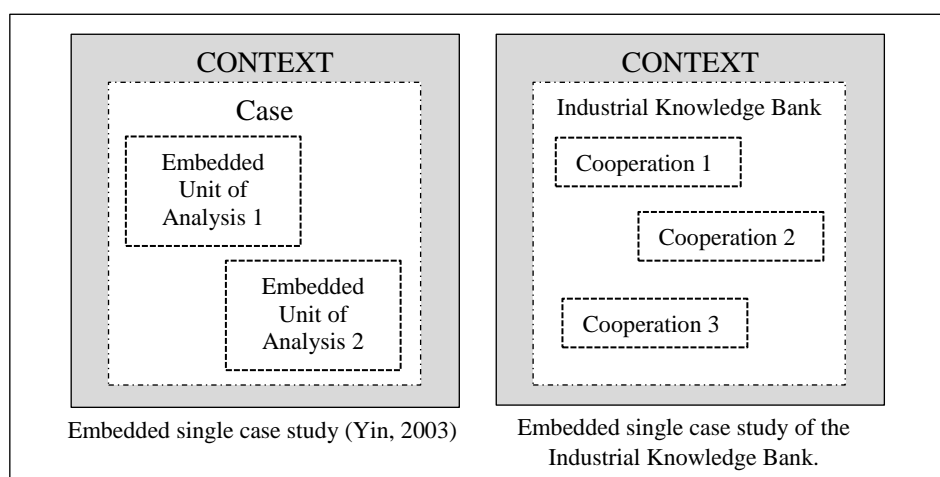 CONTEXT
Case
Embedded
Unit of
Analysis 1
Embedded
Unit of
Analysis 2
Embedded single case study (Yin, 2003)
CONTEXT
Industrial Knowledge Bank
Cooperation 1
Cooperation 2
Cooperation 3
Embedded single case study of the
Industrial Knowledge Bank.